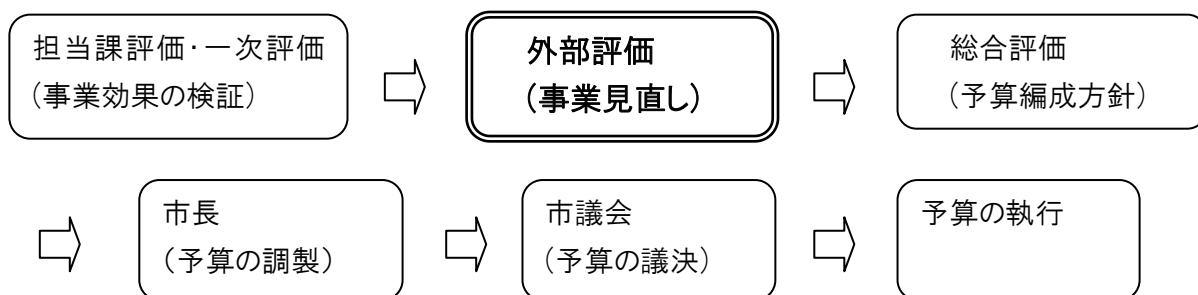 担当課評価・一次評価
(事業効果の検証)
外部評価
(事業見直し)
総合評価
(予算編成方針)
市長
(予算の調製)
市議会
(予算の議決)
予算の執行